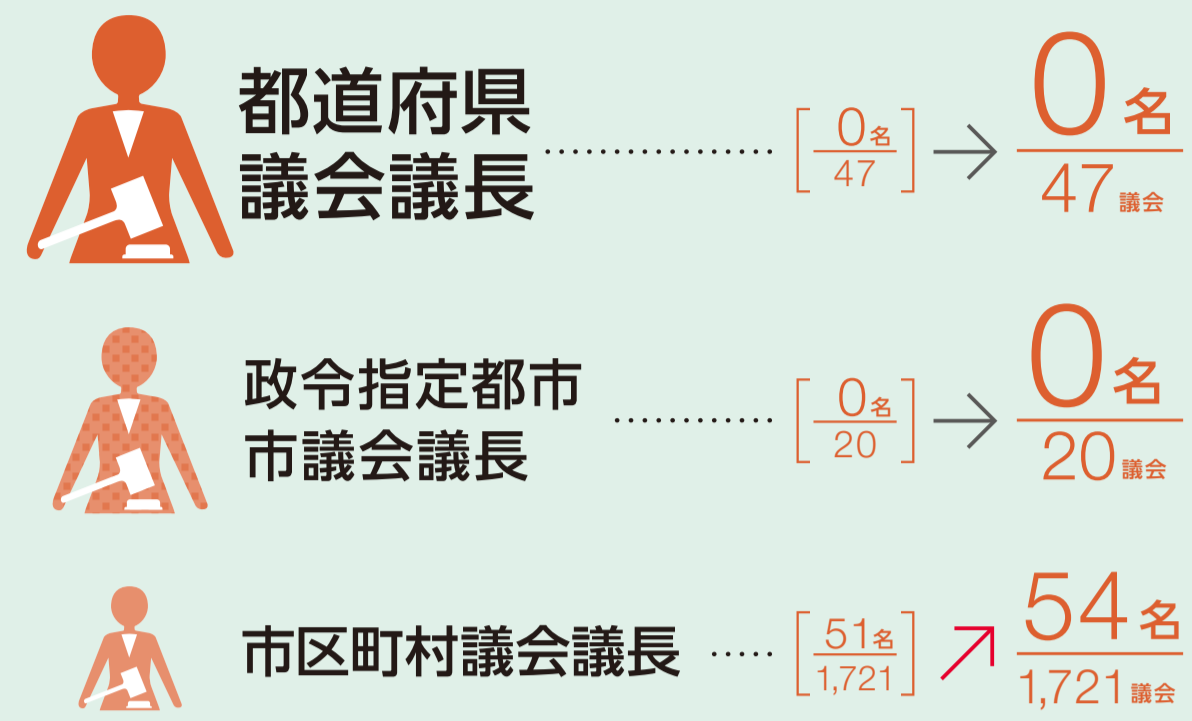 都道府県
議会議長
0名
47
0名
47議会
政令指定都市
市議会議長
0名
20
0名
20議会
市区町村議会議長
51名
1,721
54名
1,721議会